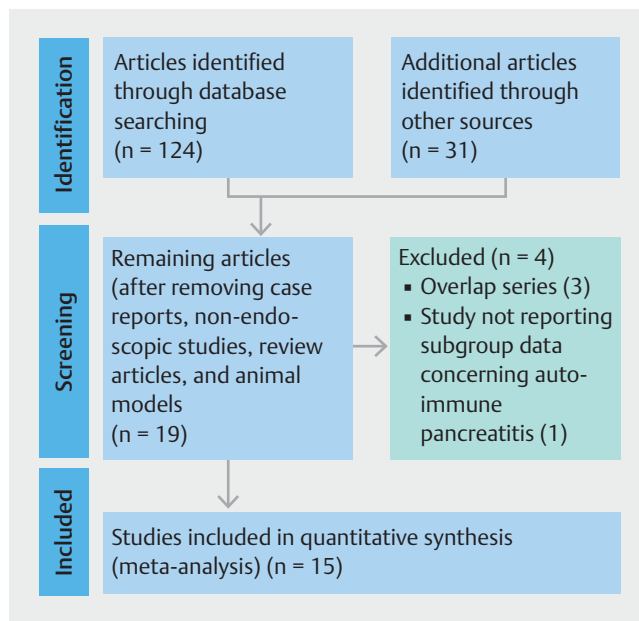 Identification
Articles identified
through database
searching
(n = 124)
Additional articles
identified through
other sources
(n = 31)
Screening
Remaining articles
(after removing case
reports, non-endo-
scopic studies, review
articles, and animal
models
(n = 19)
Excluded (n = 4)
▪ Overlap series (3)
▪ Study not reporting
subgroup data
concerning auto-
immune
pancreatitis (1)
Included
Studies included in quantitative synthesis
(meta-analysis) (n = 15)